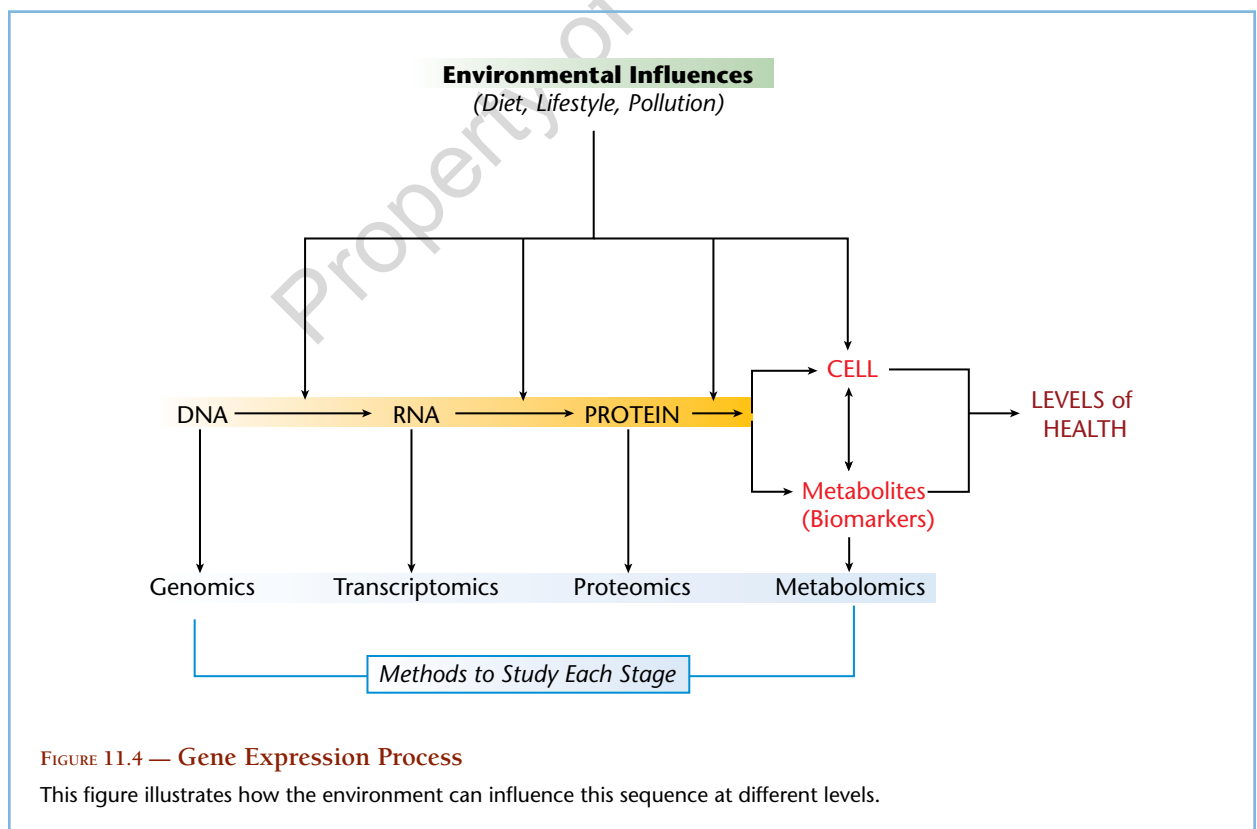 Property of
Environmental Influences
(Diet, Lifestyle, Pollution)
DNA
RNA
PROTEIN
CELL
Metabolites
(Biomarkers)
LEVELS of
HEALTH
Genomics
Transcriptomics
Proteomics
Metabolomics
Methods to Study Each Stage
FIGURE 11.4 — Gene Expression Process
This figure illustrates how the environment can influence this sequence at different levels.